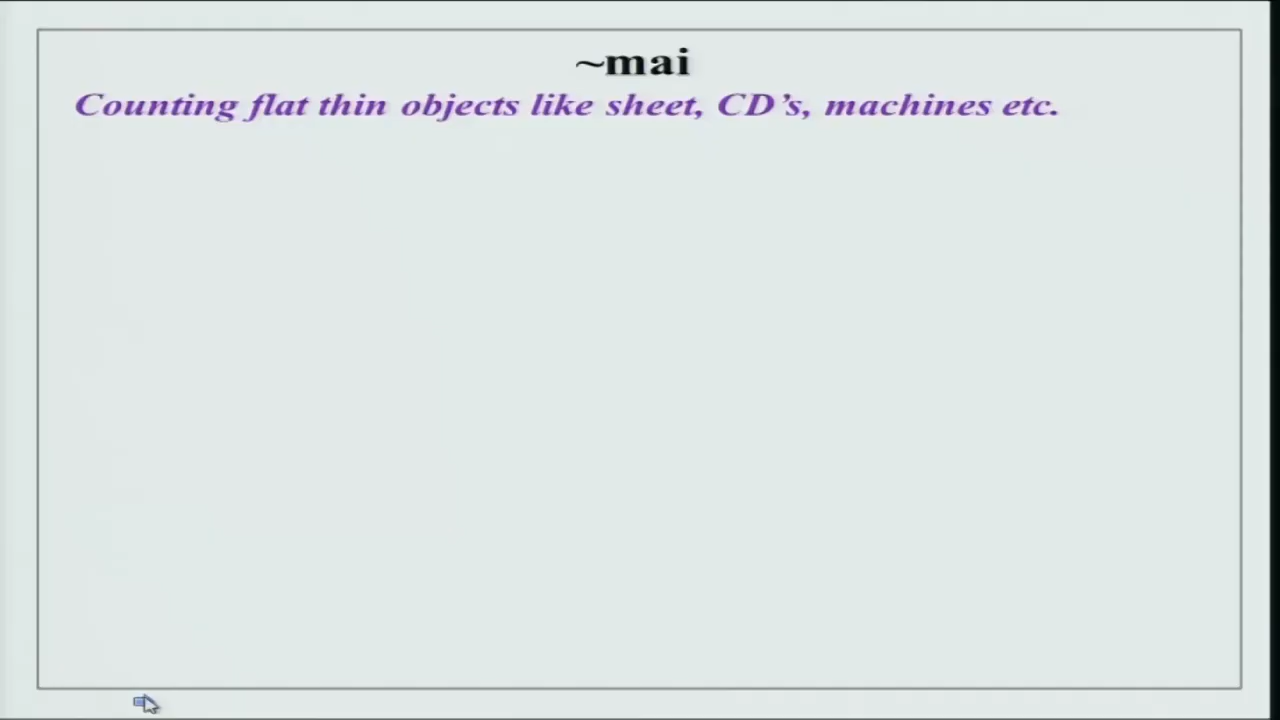 ~mai
Counting flat thin objects like sheet, CD’s, machines etc.